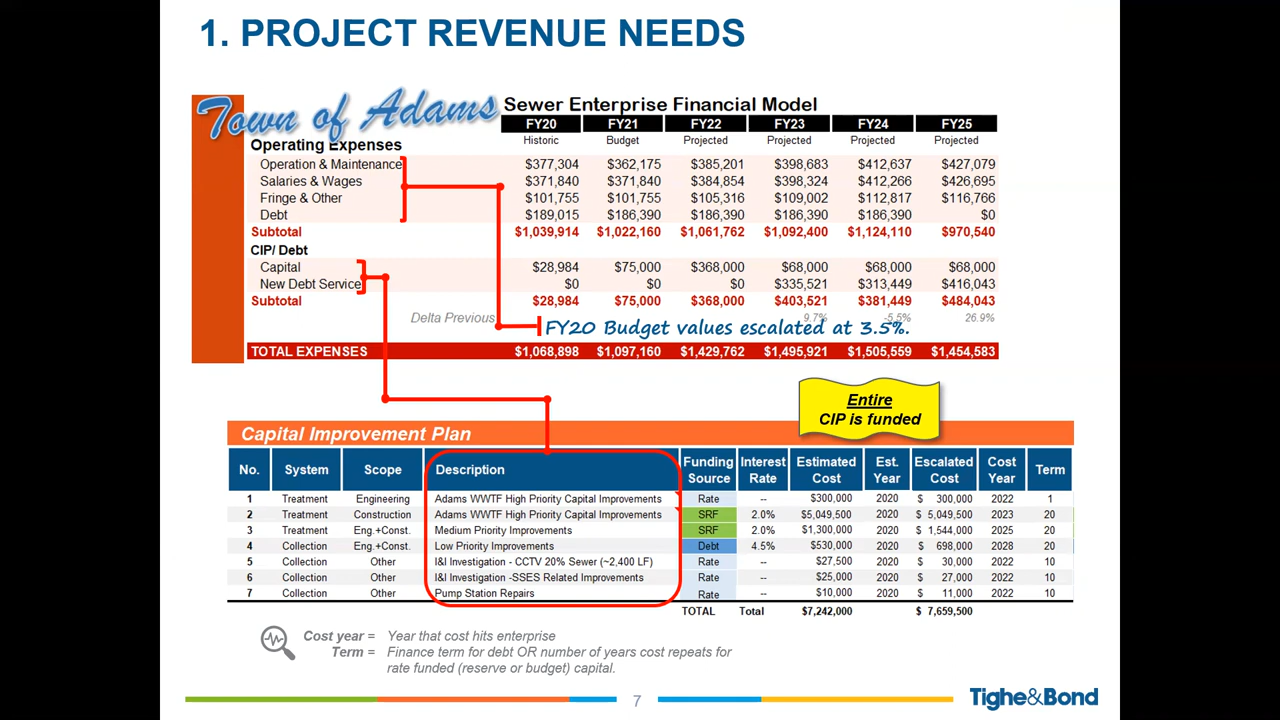 1. PROJECT REVENUE NEEDS
Town of Adams
Sewer Enterprise Financial Model
FY20 FY21 FY22 FY23 FY24 FY25
Historic Budget Projected Projected Projected Projected
Operating Expenses
Operation & Maintenance $377,304 $362,175 $385,201 $398,683 $412,637 $427,079
Salaries & Wages $371,840 $371,840 $384,854 $398,324 $412,266 $426,695
Fringe & Other $101,755 $101,755 $105,316 $109,002 $112,817 $116,766
Debt $189,015 $186,390 $186,390 $186,390 $186,390 $0
Subtotal $1,039,914 $1,022,160 $1,061,762 $1,092,400 $1,124,110 $970,540
CIP/ Debt
Capital $28,984 $75,000 $368,000 $68,000 $68,000 $68,000
New Debt Service $0 $0 $0 $335,521 $313,449 $416,043
Subtotal $28,984 $75,000 $368,000 $403,521 $381,449 $484,043
Delta Previous 9.7% -5.5% 26.9%
FY20 Budget values escalated at 3.5%.
TOTAL EXPENSES $1,068,898 $1,097,160 $1,429,762 $1,495,921 $1,505,559 $1,454,583
Entire
CIP is funded
Capital Improvement Plan
No. System Scope Description Funding Source Interest Rate Estimated Cost Est. Year Escalated Cost Cost Year Term
1 Treatment Engineering Adams WWTF High Priority Capital Improvements Rate -- $300,000 2020 $ 300,000 2022 1
2 Treatment Construction Adams WWTF High Priority Capital Improvements SRF 2.0% $5,049,500 2020 $ 5,049,500 2023 20
3 Treatment Eng.+Const. Medium Priority Improvements SRF 2.0% $1,300,000 2020 $ 1,544,000 2025 20
4 Collection Eng.+Const. Low Priority Improvements Debt 4.5% $530,000 2020 $ 698,000 2028 20
5 Collection Other I&I Investigation - CCTV 20% Sewer (~2,400 LF) Rate -- $27,500 2020 $ 30,000 2022 10
6 Collection Other I&I Investigation -SSES Related Improvements Rate -- $25,000 2020 $ 27,000 2022 10
7 Collection Other Pump Station Repairs Rate -- $10,000 2020 $ 11,000 2022 10
TOTAL Total $7,242,000 $ 7,659,500
Cost year = Year that cost hits enterprise
Term = Finance term for debt OR number of years cost repeats for
rate funded (reserve or budget) capital.
7
Tighe&Bond